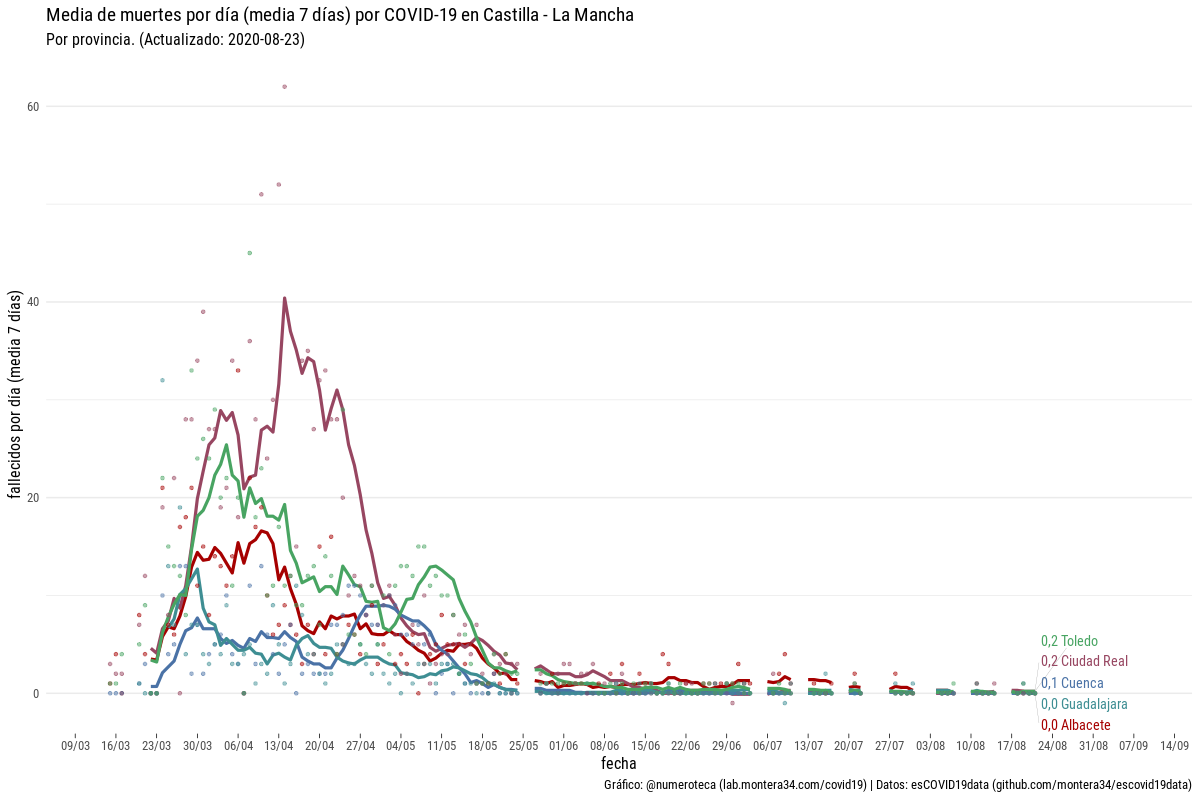 Media de muertes por día (media 7 días) por COVID-19 en Castilla - La Mancha
Por provincia. (Actualizado: 2020-08-23)
fallecidos por día (media 7 días)
60
40
20
0
0,2 Toledo
0,2 Ciudad Real
0,1 Cuenca
0,0 Guadalajara
0,0 Albacete
09/03 16/03 23/03 30/03 06/04 13/04 20/04 27/04 04/05 11/05 18/05 25/05 01/06 08/06 15/06 22/06 29/06 06/07 13/07 20/07 27/07 03/08 10/08 17/08 24/08 31/08 07/09 14/09
fecha
Gráfico: @numeroteca (lab.montera34.com/covid19) | Datos: esCOVID19data (github.com/montera34/escovid19data)